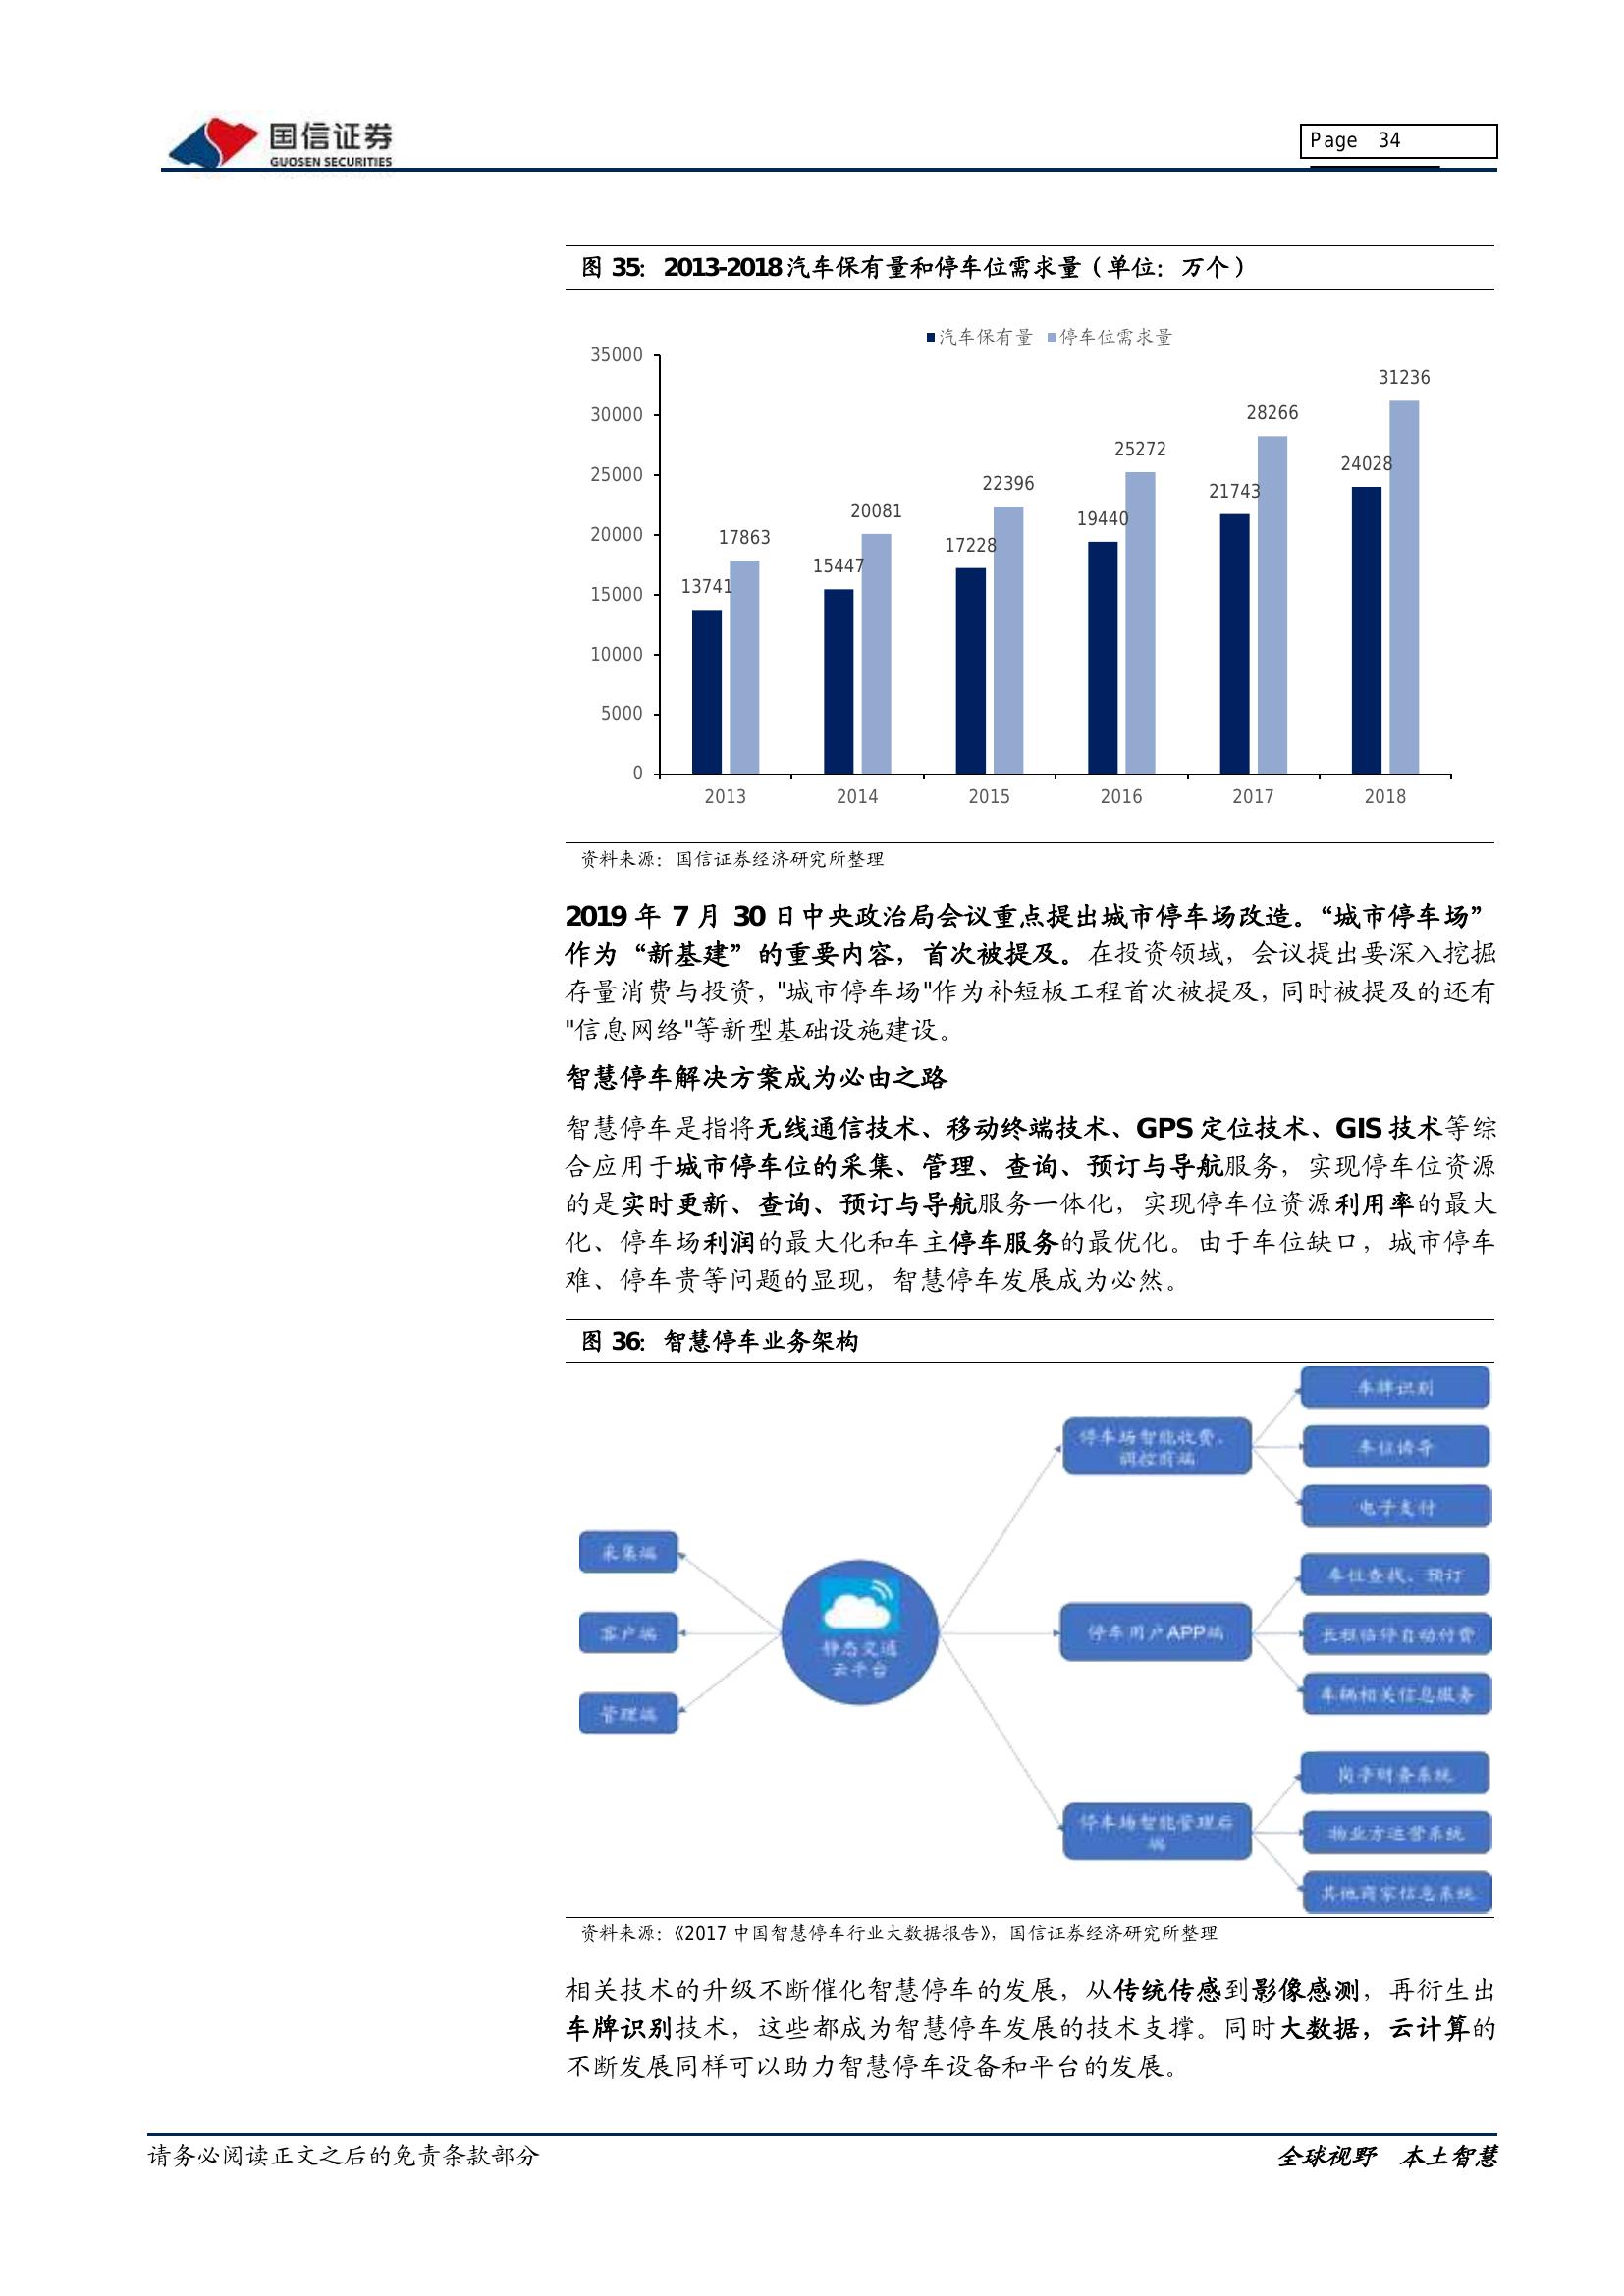 国信证券
GUOSEN SECURITIES
Page 34
图 35： 2013-2018 汽车保有量和停车位需求量（单位：万个）
汽车保有量 停车位需求量
35000
30000
25000
20000
15000
10000
5000
0
13741
17863
15447
20081
17228
22396
19440
25272
21743
28266
24028
31236
2013 2014 2015 2016 2017 2018
资料来源：国信证券经济研究所整理
2019 年 7 月 30 日中央政治局会议重点提出城市停车场改造。“城市停车场”
作为“新基建”的重要内容，首次被提及。在投资领域，会议提出要深入挖掘
存量消费与投资，"城市停车场"作为补短板工程首次被提及，同时被提及的还有
"信息网络"等新型基础设施建设。
智慧停车解决方案成为必由之路
智慧停车是指将无线通信技术、移动终端技术、GPS 定位技术、GIS 技术等综
合应用于城市停车位的采集、管理、查询、预订与导航服务，实现停车位资源
的是实时更新、查询、预订与导航服务一体化，实现停车位资源利用率的最大
化、停车场利润的最大化和车主停车服务的最优化。由于车位缺口，城市停车
难、停车贵等问题的显现，智慧停车发展成为必然。
图 36： 智慧停车业务架构
采集端
客户端
管理端
静态交通
云平台
停车场智能收费、
调控前端
车牌识别
车位诱导
电子支付
停车用户APP端
车位查找、预订
长租临停自动付费
车辆相关信息服务
停车场智能管理后
端
岗亭财务系统
物业方运营系统
其他商家信息系统
资料来源：《2017 中国智慧停车行业大数据报告》，国信证券经济研究所整理
相关技术的升级不断催化智慧停车的发展，从传统传感到影像感测，再衍生出
车牌识别技术，这些都成为智慧停车发展的技术支撑。同时大数据，云计算的
不断发展同样可以助力智慧停车设备和平台的发展。
请务必阅读正文之后的免责条款部分
全球视野 本土智慧